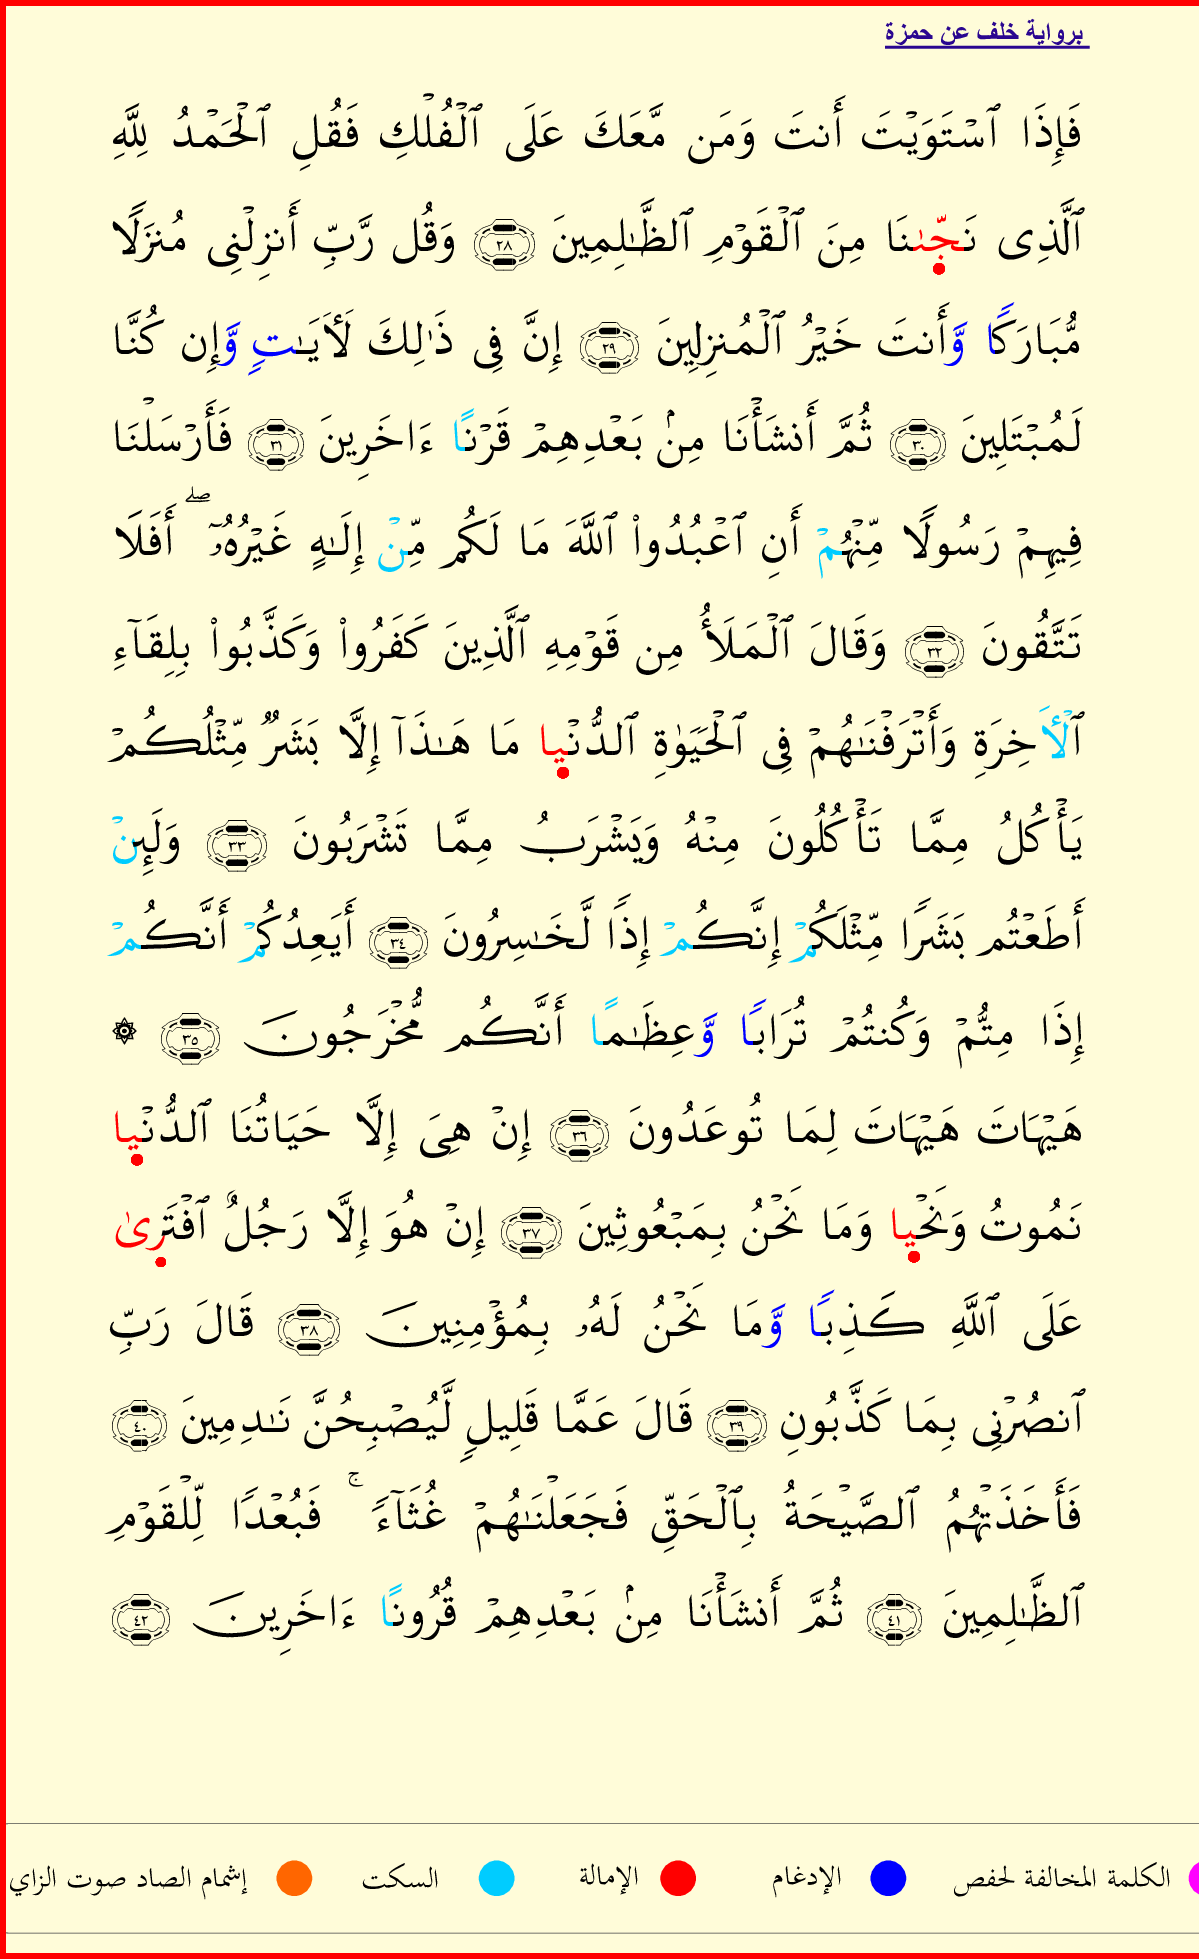 برواية خلف عن حمزة
فَإِذَا ٱسْتَوَيْتَ أَنتَ وَمَن مَّعَكَ عَلَى ٱلْفُلْكِ فَقُلِ ٱلْحَمْدُ لِلَّهِ
ٱلَّذِى نَجَّىٰنَا مِنَ ٱلْقَوْمِ ٱلظَّـٰلِمِينَ ٢٨ وَقُل رَّبِّ أَنزِلْنِى مُنزَلًا
مُّبَارَكًا وَّأَنتَ خَيْرُ ٱلْمُنزِلِينَ ٢٩ إِنَّ فِى ذَٰلِكَ لَأَيَـٰتٍ وَّإِن كُنَّا
لَمُبْتَلِينَ ٣٠ ثُمَّ أَنشَأْنَا مِنۢ بَعْدِهِمْ قَرْنًا ءَاخَرِينَ ٣١ فَأَرْسَلْنَا
فِيهِمْ رَسُولًا مِّنْهُمْ أَنِ ٱعْبُدُوا۟ ٱللَّهَ مَا لَكُم مِّنْ إِلَـٰهٍ غَيْرُهُۥٓ ۖ أَفَلَا
تَتَّقُونَ ٣٢ وَقَالَ ٱلْمَلَأُ مِن قَوْمِهِ ٱلَّذِينَ كَفَرُوا۟ وَكَذَّبُوا۟ بِلِقَآءِ
ٱلْأَخِرَةِ وَأَتْرَفْنَـٰهُمْ فِى ٱلْحَيَوٰةِ ٱلدُّنْيا مَا هَـٰذَآ إِلَّا بَشَرٌ مِّثْلُكُمْ
يَأْكُلُ مِمَّا تَأْكُلُونَ مِنْهُ وَيَشْرَبُ مِمَّا تَشْرَبُونَ ٣٣ وَلَئِنْ
أَطَعْتُم بَشَرًا مِّثْلَكُمْ إِنَّكُمْ إِذًا لَّخَـٰسِرُونَ ٣٤ أَيَعِدُكُمْ أَنَّكُمْ
إِذَا مِتُّمْ وَكُنتُمْ تُرَابًا وَّعِظَـٰمًا أَنَّكُم مُّخْرَجُونَ ٣٥ ۞
هَيْهَاتَ هَيْهَاتَ لِمَا تُوعَدُونَ ٣٦ إِنْ هِىَ إِلَّا حَيَاتُنَا ٱلدُّنْيا
نَمُوتُ وَنَحْيا وَمَا نَحْنُ بِمَبْعُوثِينَ ٣٧ إِنْ هُوَ إِلَّا رَجُلٌ ٱفْتَرِىٰ
عَلَى ٱللَّهِ كَذِبًا وَّمَا نَحْنُ لَهُۥ بِمُؤْمِنِينَ ٣٨ قَالَ رَبِّ
ٱنصُرْنِى بِمَا كَذَّبُونِ ٣٩ قَالَ عَمَّا قَلِيلٍ لَّيُصْبِحُنَّ نَـٰدِمِينَ ٤٠
فَأَخَذَتْهُمُ ٱلصَّيْحَةُ بِٱلْحَقِّ فَجَعَلْنَـٰهُمْ غُثَآءً ۚ فَبُعْدًا لِّلْقَوْمِ
ٱلظَّـٰلِمِينَ ٤١ ثُمَّ أَنشَأْنَا مِنۢ بَعْدِهِمْ قُرُونًا ءَاخَرِينَ ٤٢
الكلمة المخالفة لحفص الإدغام الإمالة السكت إشمام الصاد صوت الزاي